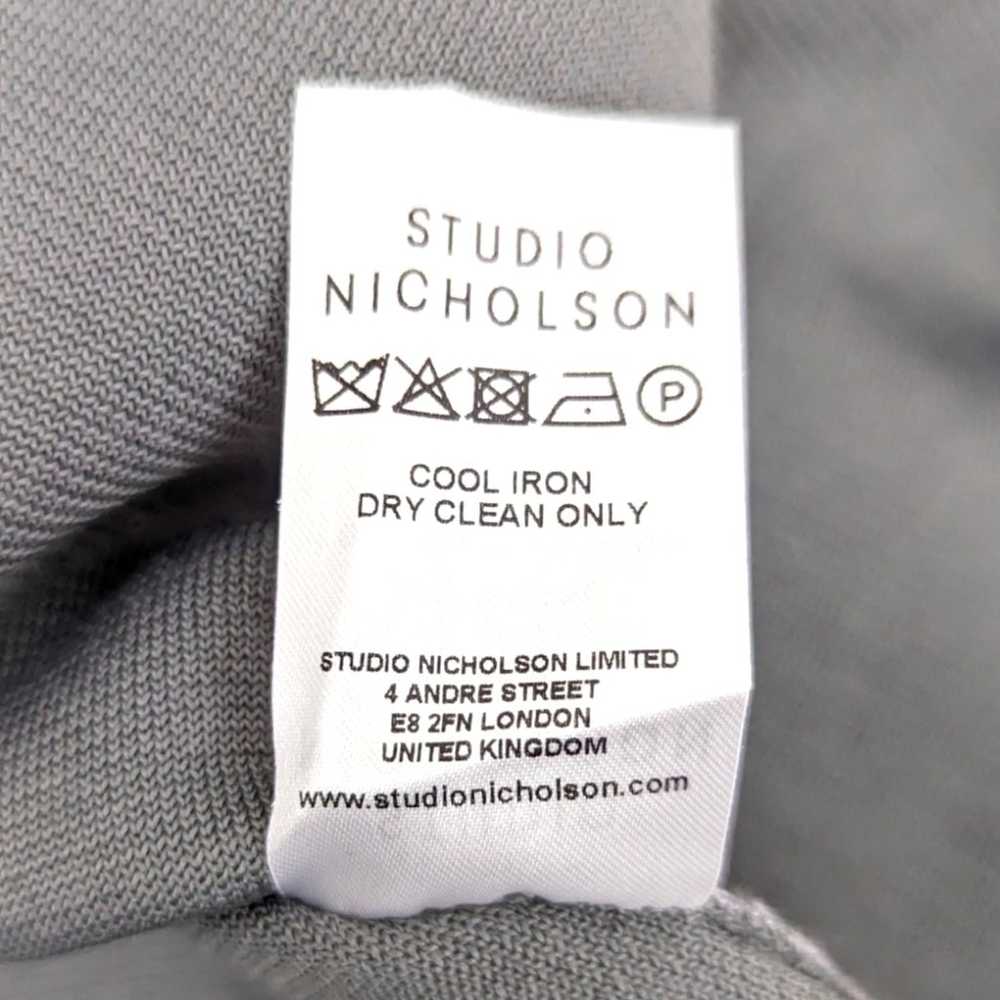 STUDIO
NICHOLSON
P
COOL IRON
DRY CLEAN ONLY
STUDIO NICHOLSON LIMITED
4 ANDRE STREET
E8 2FN LONDON
UNITED KINGDOM
www.studionicholson.com